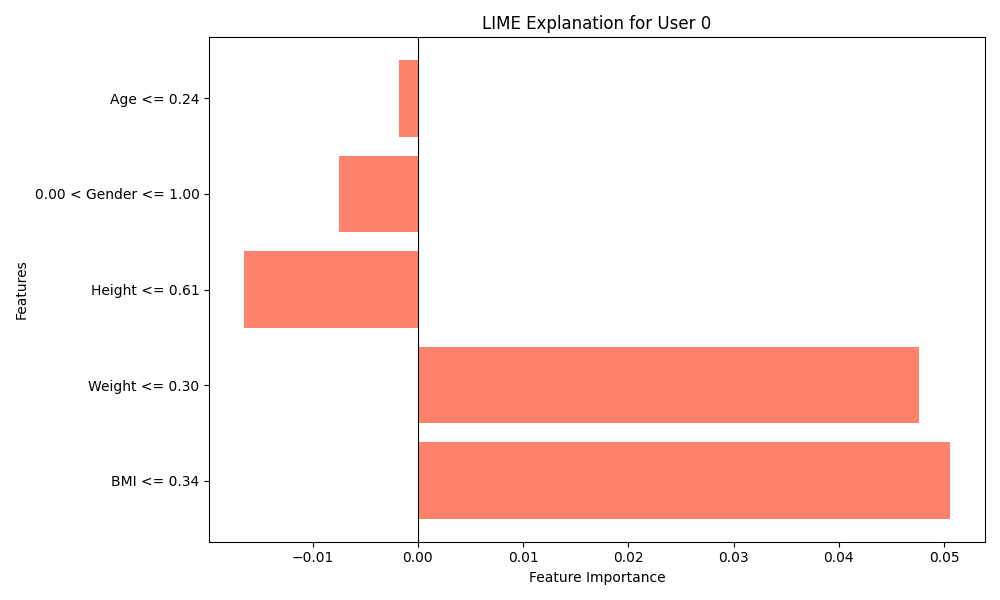 LIME Explanation for User 0
Age <= 0.24
0.00 < Gender <= 1.00
Height <= 0.61
Weight <= 0.30
BMI <= 0.34
Features
−0.01 0.00 0.01 0.02 0.03 0.04 0.05
Feature Importance